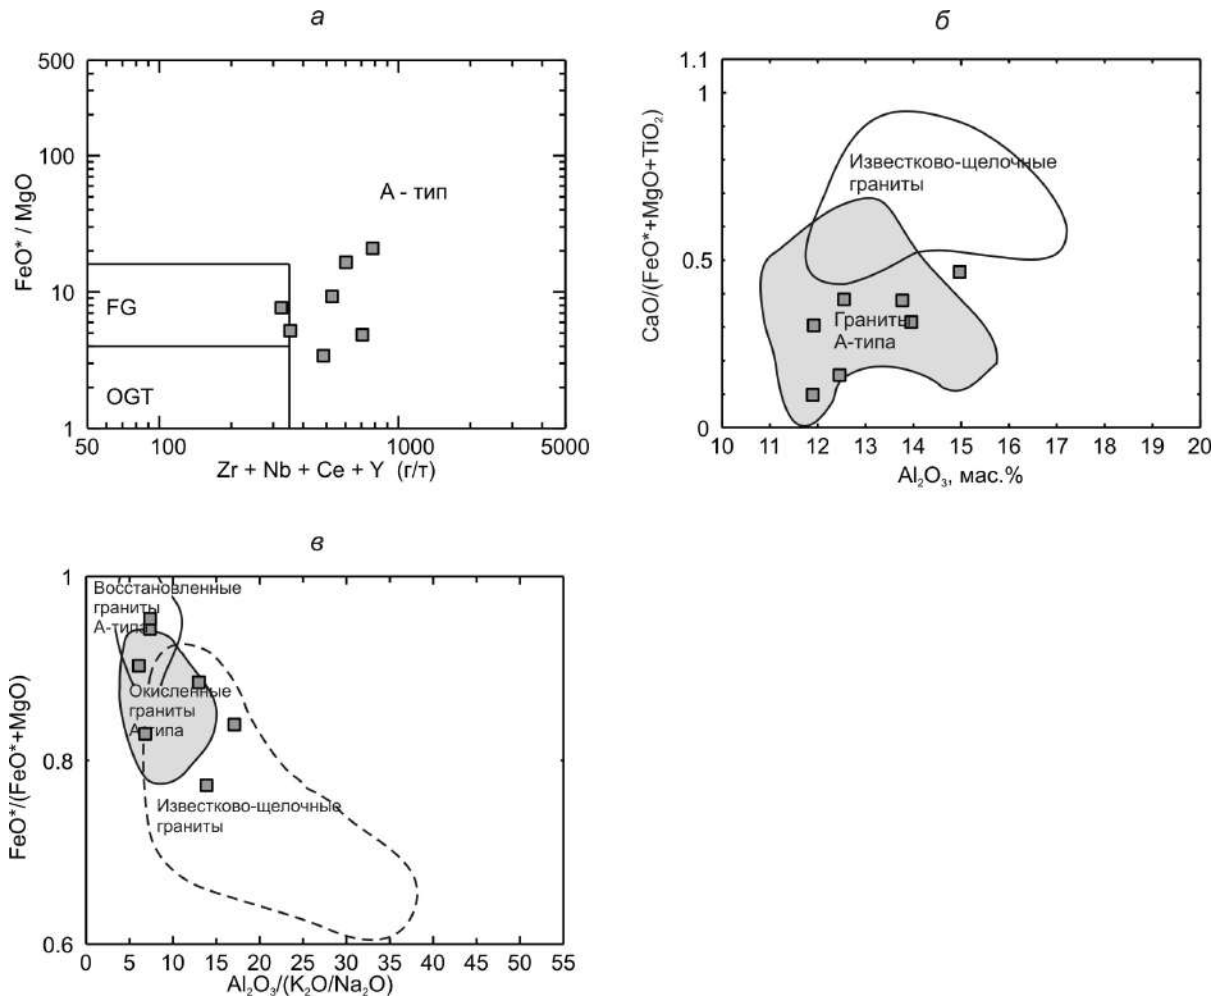 а
500
100
10
1
FeO* / MgO
А - тип
FG
OGT
50
100
1000
5000
Zr + Nb + Ce + Y (г/т)
б
1.1
1
0.5
0
CaO/(FeO*+MgO+TiO₂)
Известково-щелочные
граниты
Граниты
А-типа
10 11 12 13 14 15 16 17 18 19 20
Al₂O₃, мас.%
в
1
0.8
0.6
FeO*/(FeO*+MgO)
Восстановленные
граниты
А-типа
Окисленные
граниты
А-типа
Известково-щелочные
граниты
0 5 10 15 20 25 30 35 40 45 50 55
Al₂O₃/(K₂O/Na₂O)